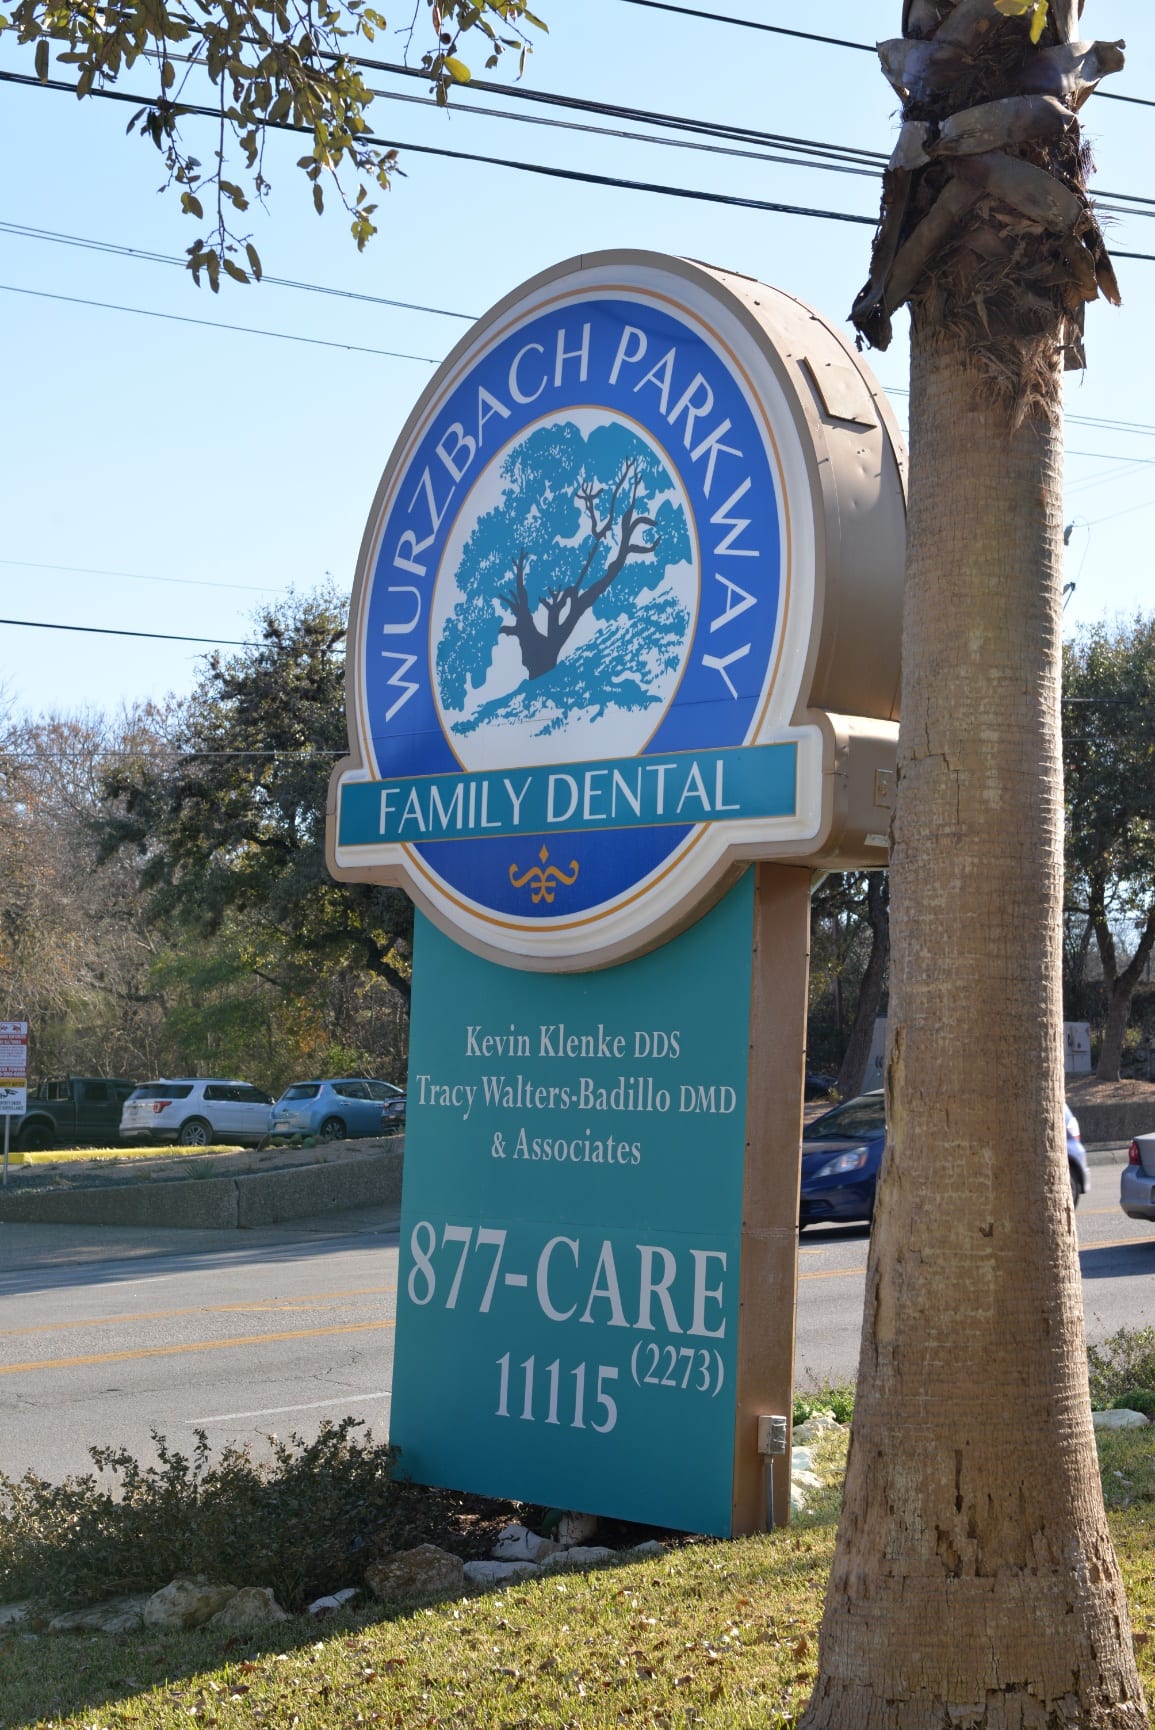 WURZBACH PARKWAY
FAMILY DENTAL
Kevin Klenke DDS
Tracy Walters-Badillo DMD
& Associates
877-CARE
(2273)
11115